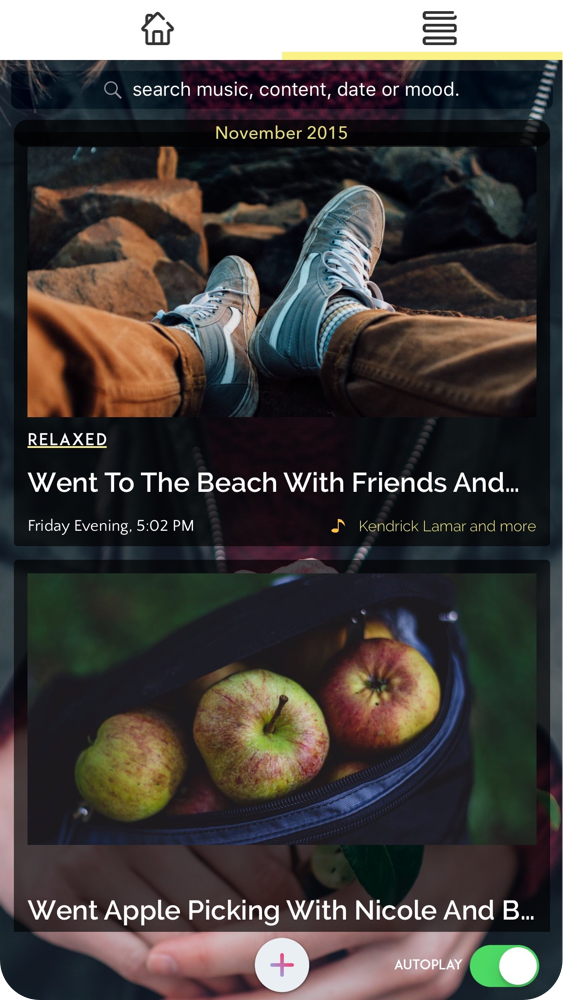 search music, content, date or mood.
November 2015
RELAXED
Went To The Beach With Friends And...
Friday Evening, 5:02 PM
Kendrick Lamar and more
Went Apple Picking With Nicole And B...
AUTOPLAY